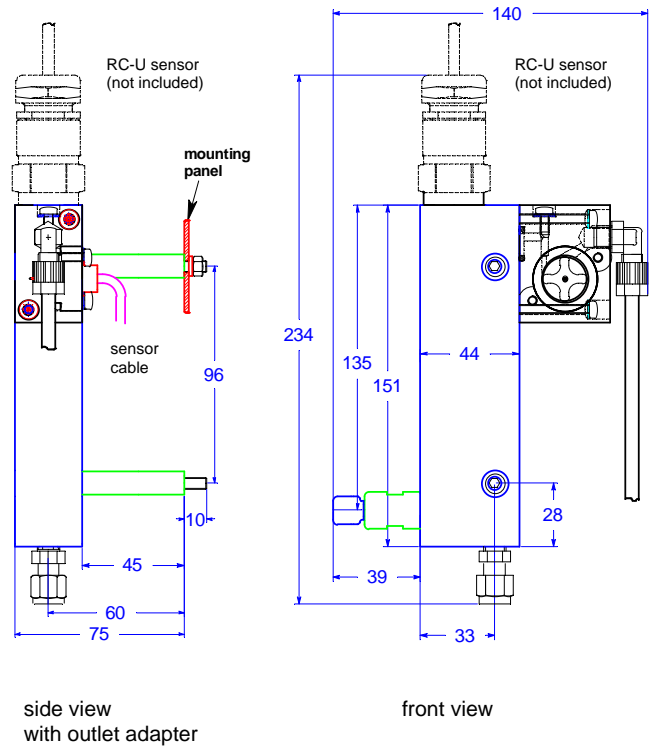 140
RC-U sensor
(not included)
RC-U sensor
(not included)
mounting
panel
sensor
cable
234
135
151
44
96
10
28
45
39
60
33
75
side view
with outlet adapter
front view